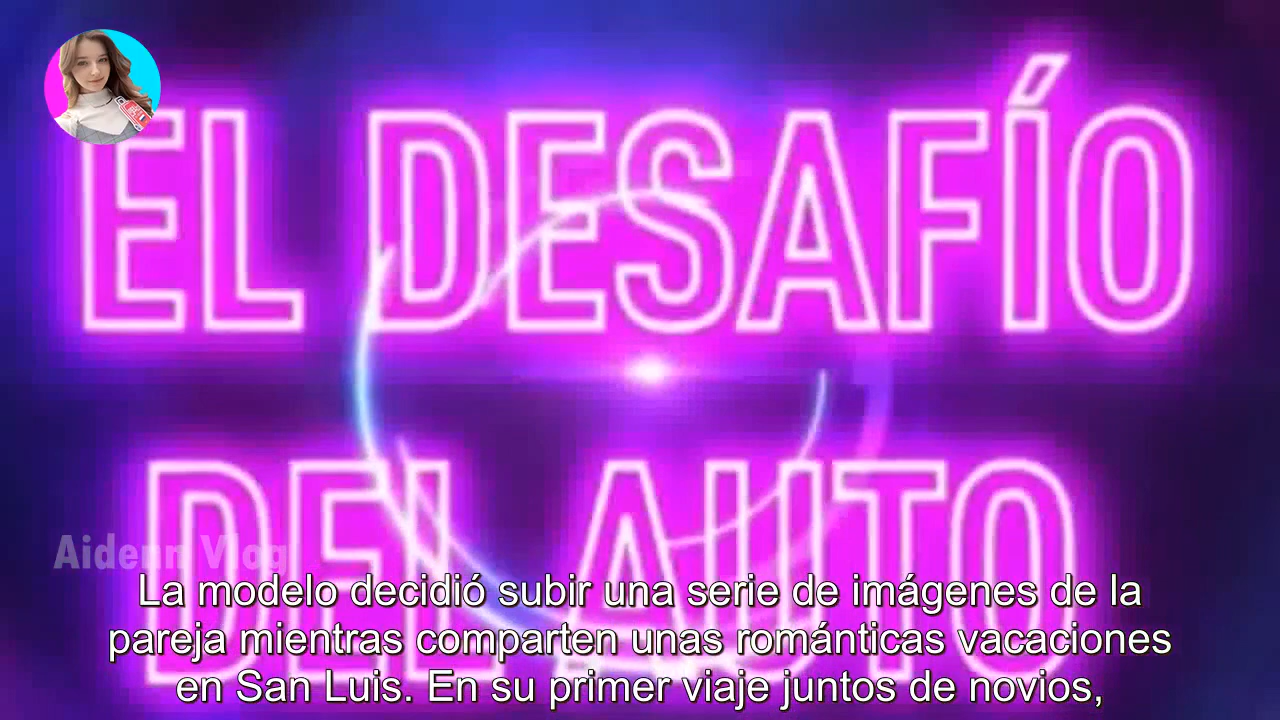 EL DESAFÍO
DEL AUTO
Aidenn Vlog
La modelo decidió subir una serie de imágenes de la
pareja mientras comparten unas románticas vacaciones
en San Luis. En su primer viaje juntos de novios,